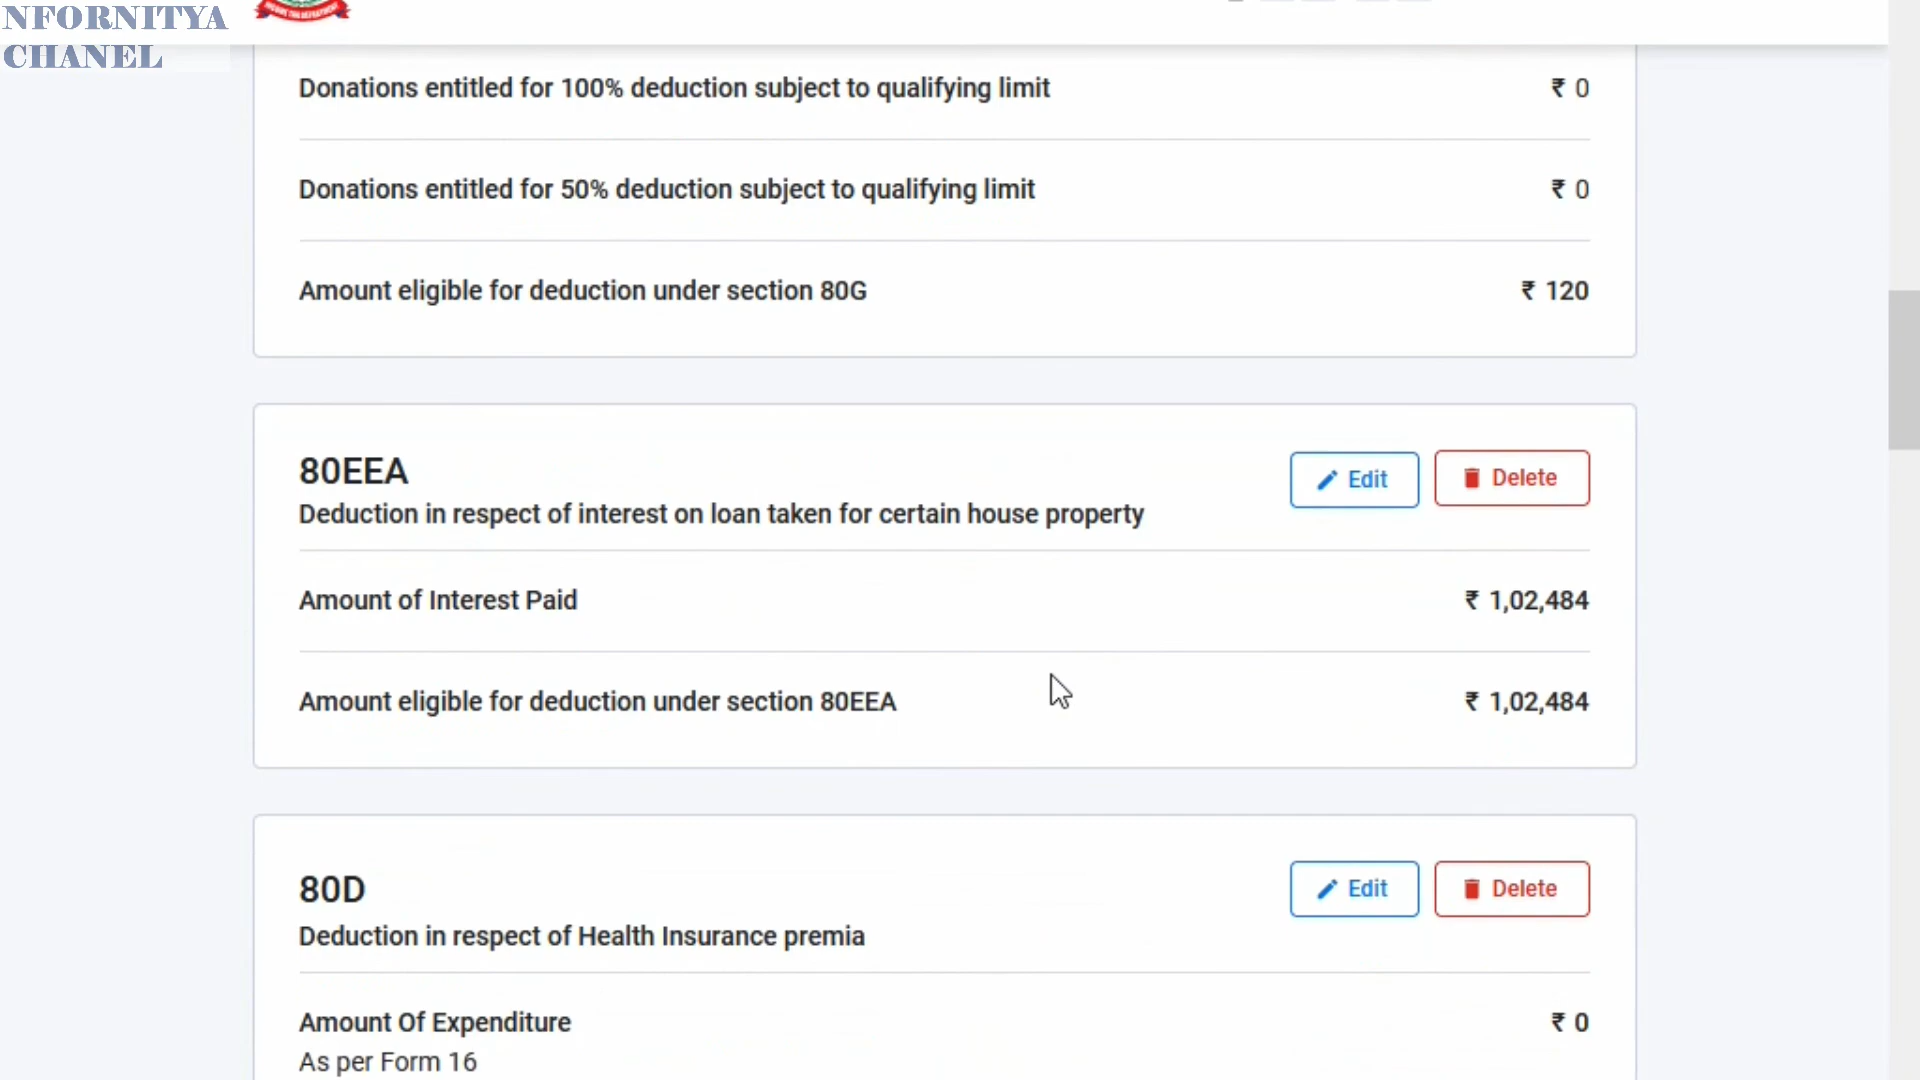 NFORNITYA
CHANEL
Donations entitled for 100% deduction subject to qualifying limit
₹ 0
Donations entitled for 50% deduction subject to qualifying limit
₹ 0
Amount eligible for deduction under section 80G
₹ 120
80EEA
Edit
Delete
Deduction in respect of interest on loan taken for certain house property
Amount of Interest Paid
₹ 1,02,484
Amount eligible for deduction under section 80EEA
₹ 1,02,484
80D
Edit
Delete
Deduction in respect of Health Insurance premia
Amount Of Expenditure
₹ 0
As per Form 16